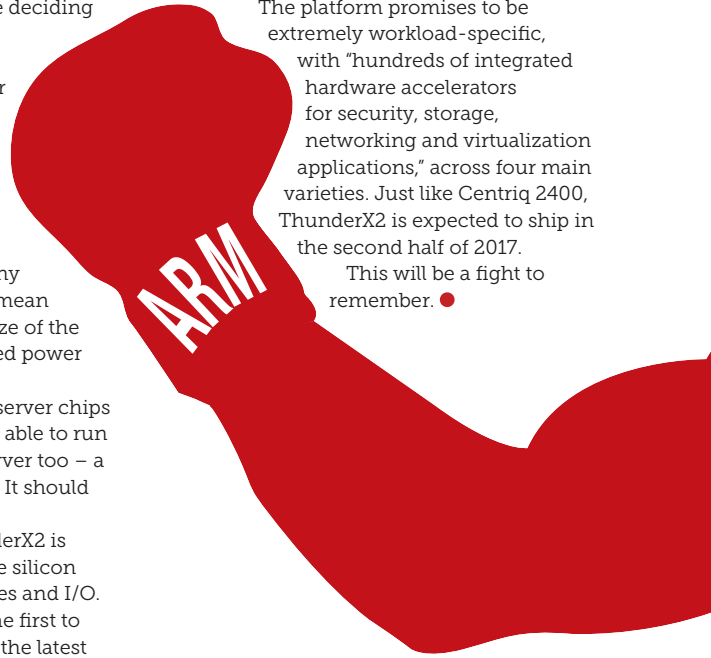 e deciding
r
ny
mean
ze of the
ed power
server chips
able to run
rver too – a
It should
derX2 is
e silicon
es and I/O.
ne first to
the latest
ARM
The platform promises to be
extremely workload-specific,
with “hundreds of integrated
hardware accelerators
for security, storage,
networking and virtualization
applications,” across four main
varieties. Just like Centriq 2400,
ThunderX2 is expected to ship in
the second half of 2017.
This will be a fight to
remember. ●